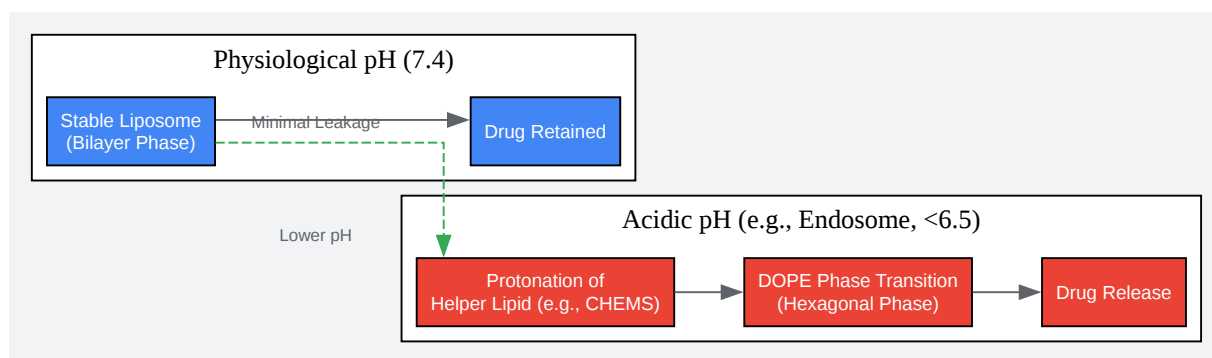 Physiological pH (7.4)
Stable Liposome
(Bilayer Phase)
Minimal Leakage
Drug Retained
Lower pH
Acidic pH (e.g., Endosome, <6.5)
Protonation of
Helper Lipid (e.g., CHEMS)
DOPE Phase Transition
(Hexagonal Phase)
Drug Release